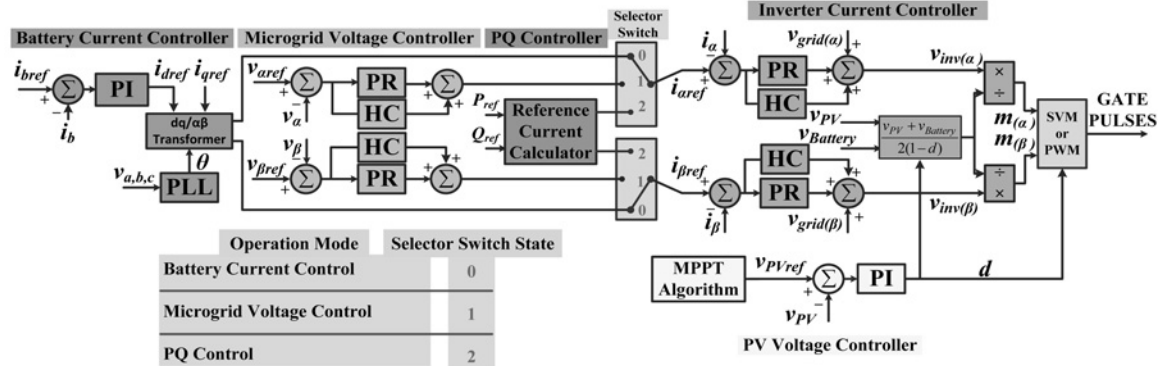 Battery Current Controller
Microgrid Voltage Controller
PQ Controller
Selector
Switch
Inverter Current Controller
i_bref
+
Σ
−
i_b
PI
i_dref
i_qref
dq/αβ
Transformer
θ
v_a,b,c
PLL
v_αref
+
Σ
−
v_α
PR
HC
+
Σ
+
v_β
−
v_βref
+
Σ
HC
PR
+
Σ
+
P_ref
Q_ref
Reference
Current
Calculator
0
1
2
2
1
0
i_αref
i_α
−
+
Σ
PR
HC
v_grid(α)
+
+
Σ
+
v_inv(α)
×
÷
v_PV
v_Battery
v_PV + v_Battery
2(1−d)
m_(α)
m_(β)
SVM
or
PWM
GATE
PULSES
i_βref
+
Σ
−
i_β
HC
PR
+
+
Σ
+
v_grid(β)
v_inv(β)
÷
×
MPPT
Algorithm
v_PVref
+
Σ
−
v_PV
PI
d
PV Voltage Controller
Operation Mode Selector Switch State
Battery Current Control 0
Microgrid Voltage Control 1
PQ Control 2